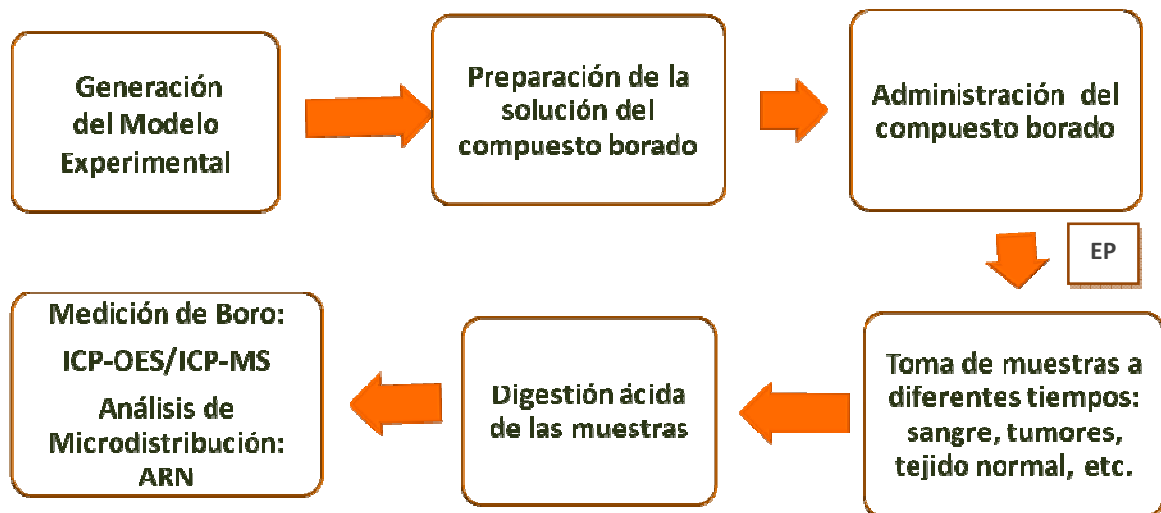 Generación
del Modelo
Experimental
Preparación de la
solución del
compuesto borado
Administración del
compuesto borado
EP
Toma de muestras a
diferentes tiempos:
sangre, tumores,
tejido normal, etc.
Digestión ácida
de las muestras
Medición de Boro:
ICP-OES/ICP-MS
Análisis de
Microdistribución:
ARN